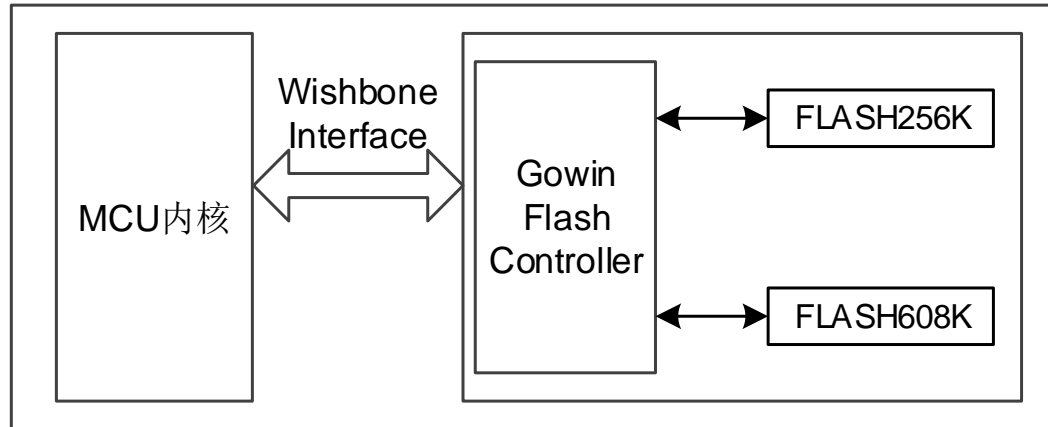 MCU内核
Wishbone
Interface
Gowin
Flash
Controller
FLASH256K
FLASH608K